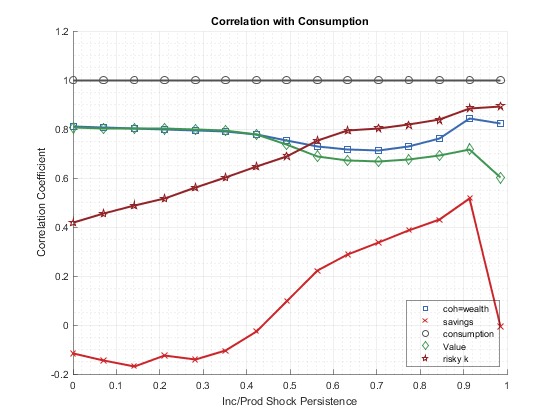 Correlation with Consumption
1.2
1
0.8
0.6
0.4
0.2
0
-0.2
Correlation Coefficient
0 0.1 0.2 0.3 0.4 0.5 0.6 0.7 0.8 0.9 1
Inc/Prod Shock Persistence
coh=wealth
savings
consumption
Value
risky k